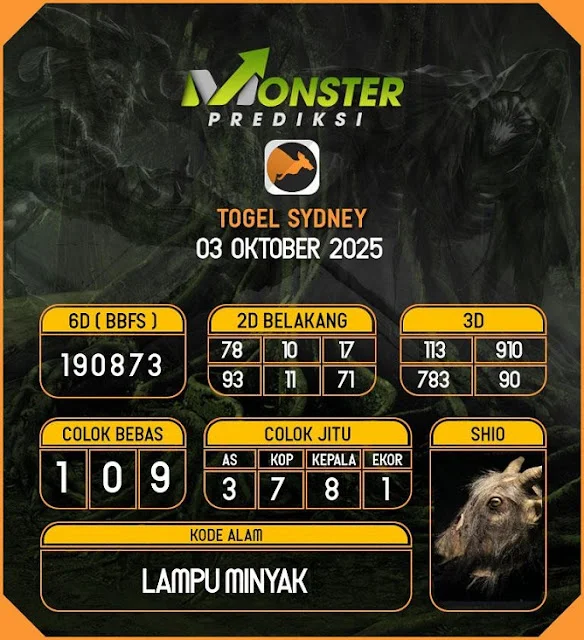 MONSTER
PREDIKSI
TOGEL SYDNEY
03 OKTOBER 2025
6D ( BBFS )
190873
2D BELAKANG
78 10 17
93 11 71
3D
113 910
783 90
COLOK BEBAS
1 0 9
COLOK JITU
AS KOP KEPALA EKOR
3 7 8 1
SHIO
KODE ALAM
LAMPU MINYAK